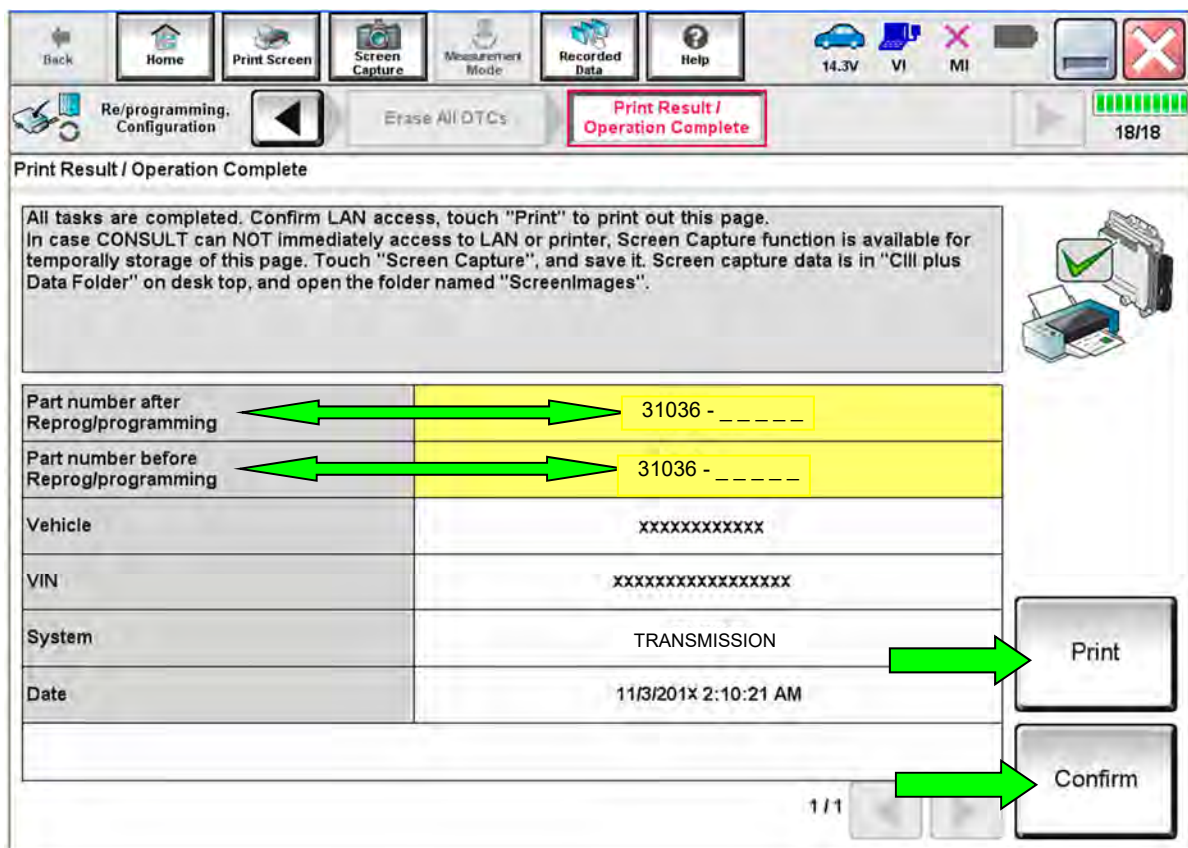 Back
Home
Print Screen
Screen
Capture
Measurement
Mode
Recorded
Data
Help
14.3V
VI
MI
Re/programming,
Configuration
Erase All DTCs
Print Result /
Operation Complete
18/18
Print Result / Operation Complete
All tasks are completed. Confirm LAN access, touch "Print" to print out this page.
In case CONSULT can NOT immediately access to LAN or printer, Screen Capture function is available for
temporally storage of this page. Touch "Screen Capture", and save it. Screen capture data is in "CIII plus
Data Folder" on desk top, and open the folder named "ScreenImages".
Part number after
Reprog/programming
31036 - _ _ _ _ _
Part number before
Reprog/programming
31036 - _ _ _ _ _
Vehicle
xxxxxxxxxxxx
VIN
xxxxxxxxxxxxxxxxx
System
TRANSMISSION
Date
11/3/201X 2:10:21 AM
Print
Confirm
1/1